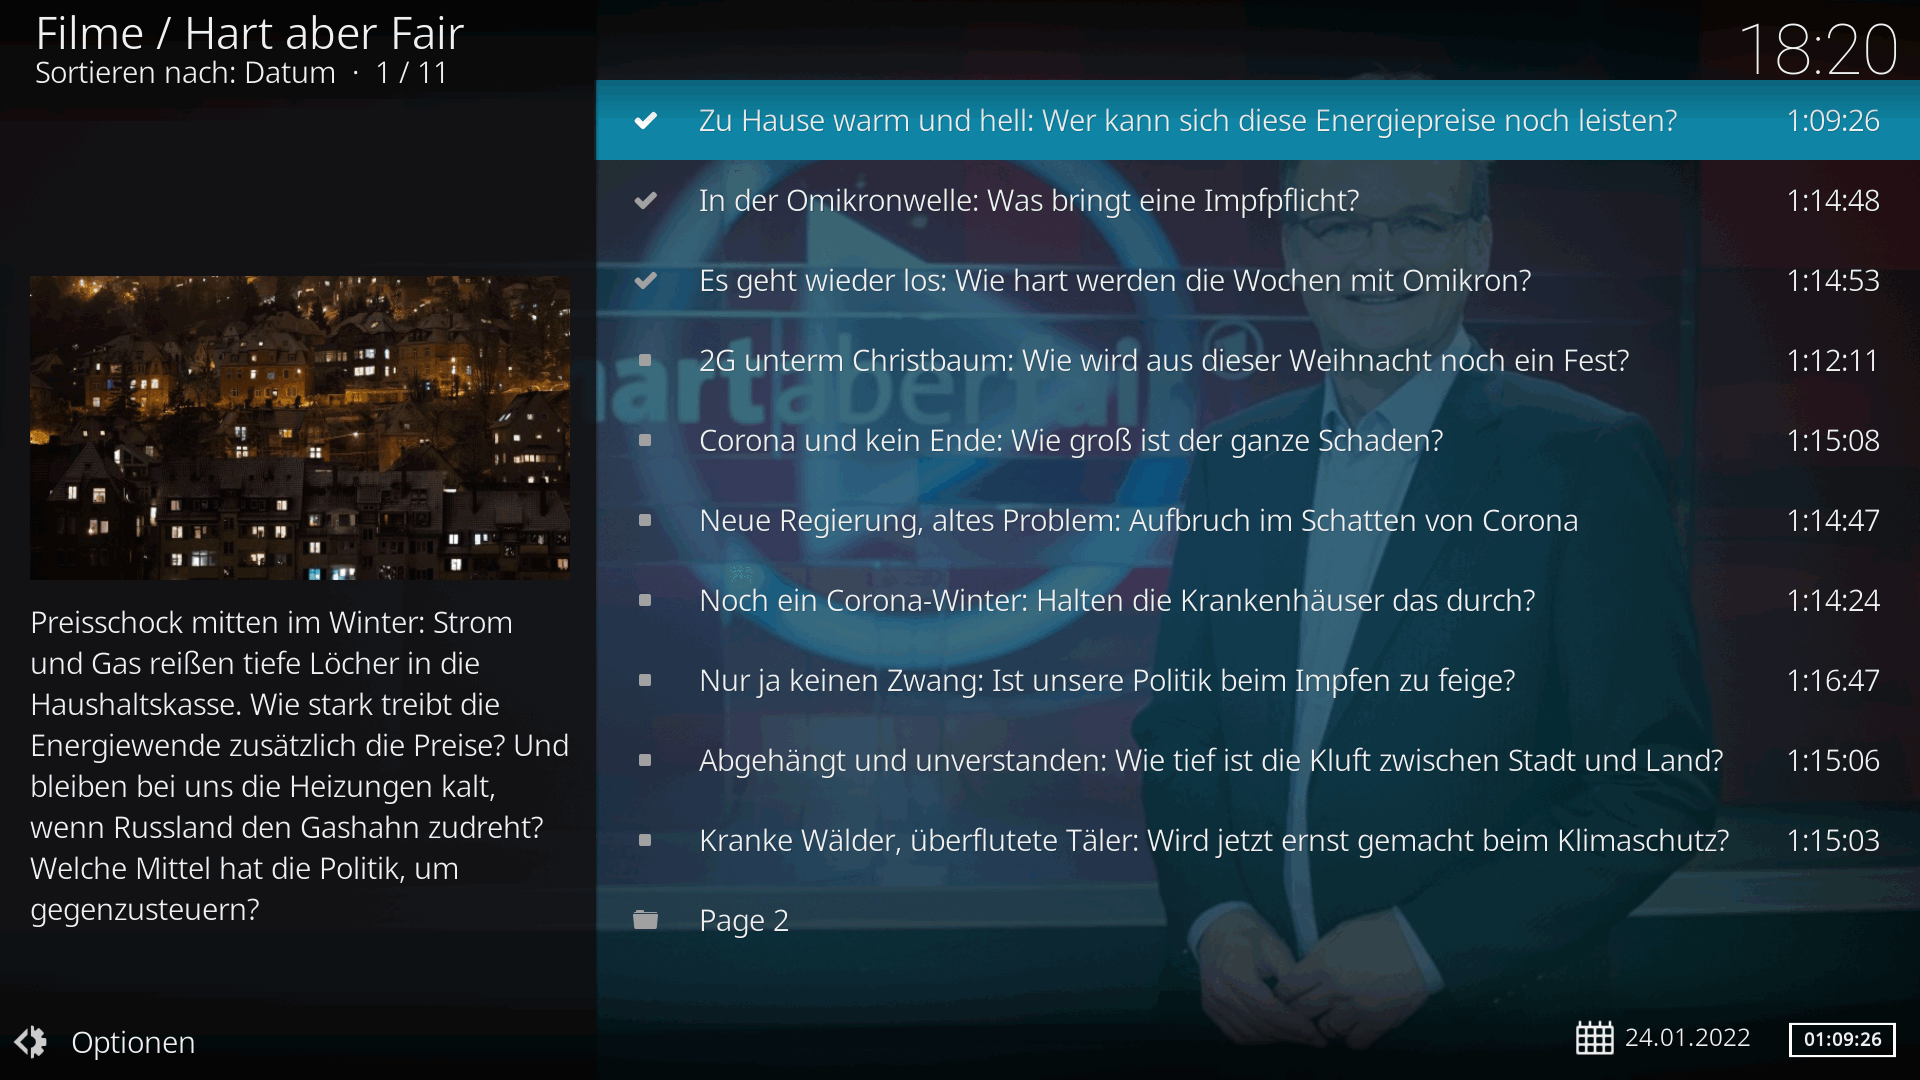 Filme / Hart aber Fair
Sortieren nach: Datum · 1 / 11
18:20
Zu Hause warm und hell: Wer kann sich diese Energiepreise noch leisten? 1:09:26
In der Omikronwelle: Was bringt eine Impfpflicht? 1:14:48
Es geht wieder los: Wie hart werden die Wochen mit Omikron? 1:14:53
2G unterm Christbaum: Wie wird aus dieser Weihnacht noch ein Fest? 1:12:11
Corona und kein Ende: Wie groß ist der ganze Schaden? 1:15:08
Neue Regierung, altes Problem: Aufbruch im Schatten von Corona 1:14:47
Noch ein Corona-Winter: Halten die Krankenhäuser das durch? 1:14:24
Nur ja keinen Zwang: Ist unsere Politik beim Impfen zu feige? 1:16:47
Abgehängt und unverstanden: Wie tief ist die Kluft zwischen Stadt und Land? 1:15:06
Kranke Wälder, überflutete Täler: Wird jetzt ernst gemacht beim Klimaschutz? 1:15:03
Page 2
hartaberfair
Preisschock mitten im Winter: Strom
und Gas reißen tiefe Löcher in die
Haushaltskasse. Wie stark treibt die
Energiewende zusätzlich die Preise? Und
bleiben bei uns die Heizungen kalt,
wenn Russland den Gashahn zudreht?
Welche Mittel hat die Politik, um
gegenzusteuern?
Optionen
24.01.2022
01:09:26